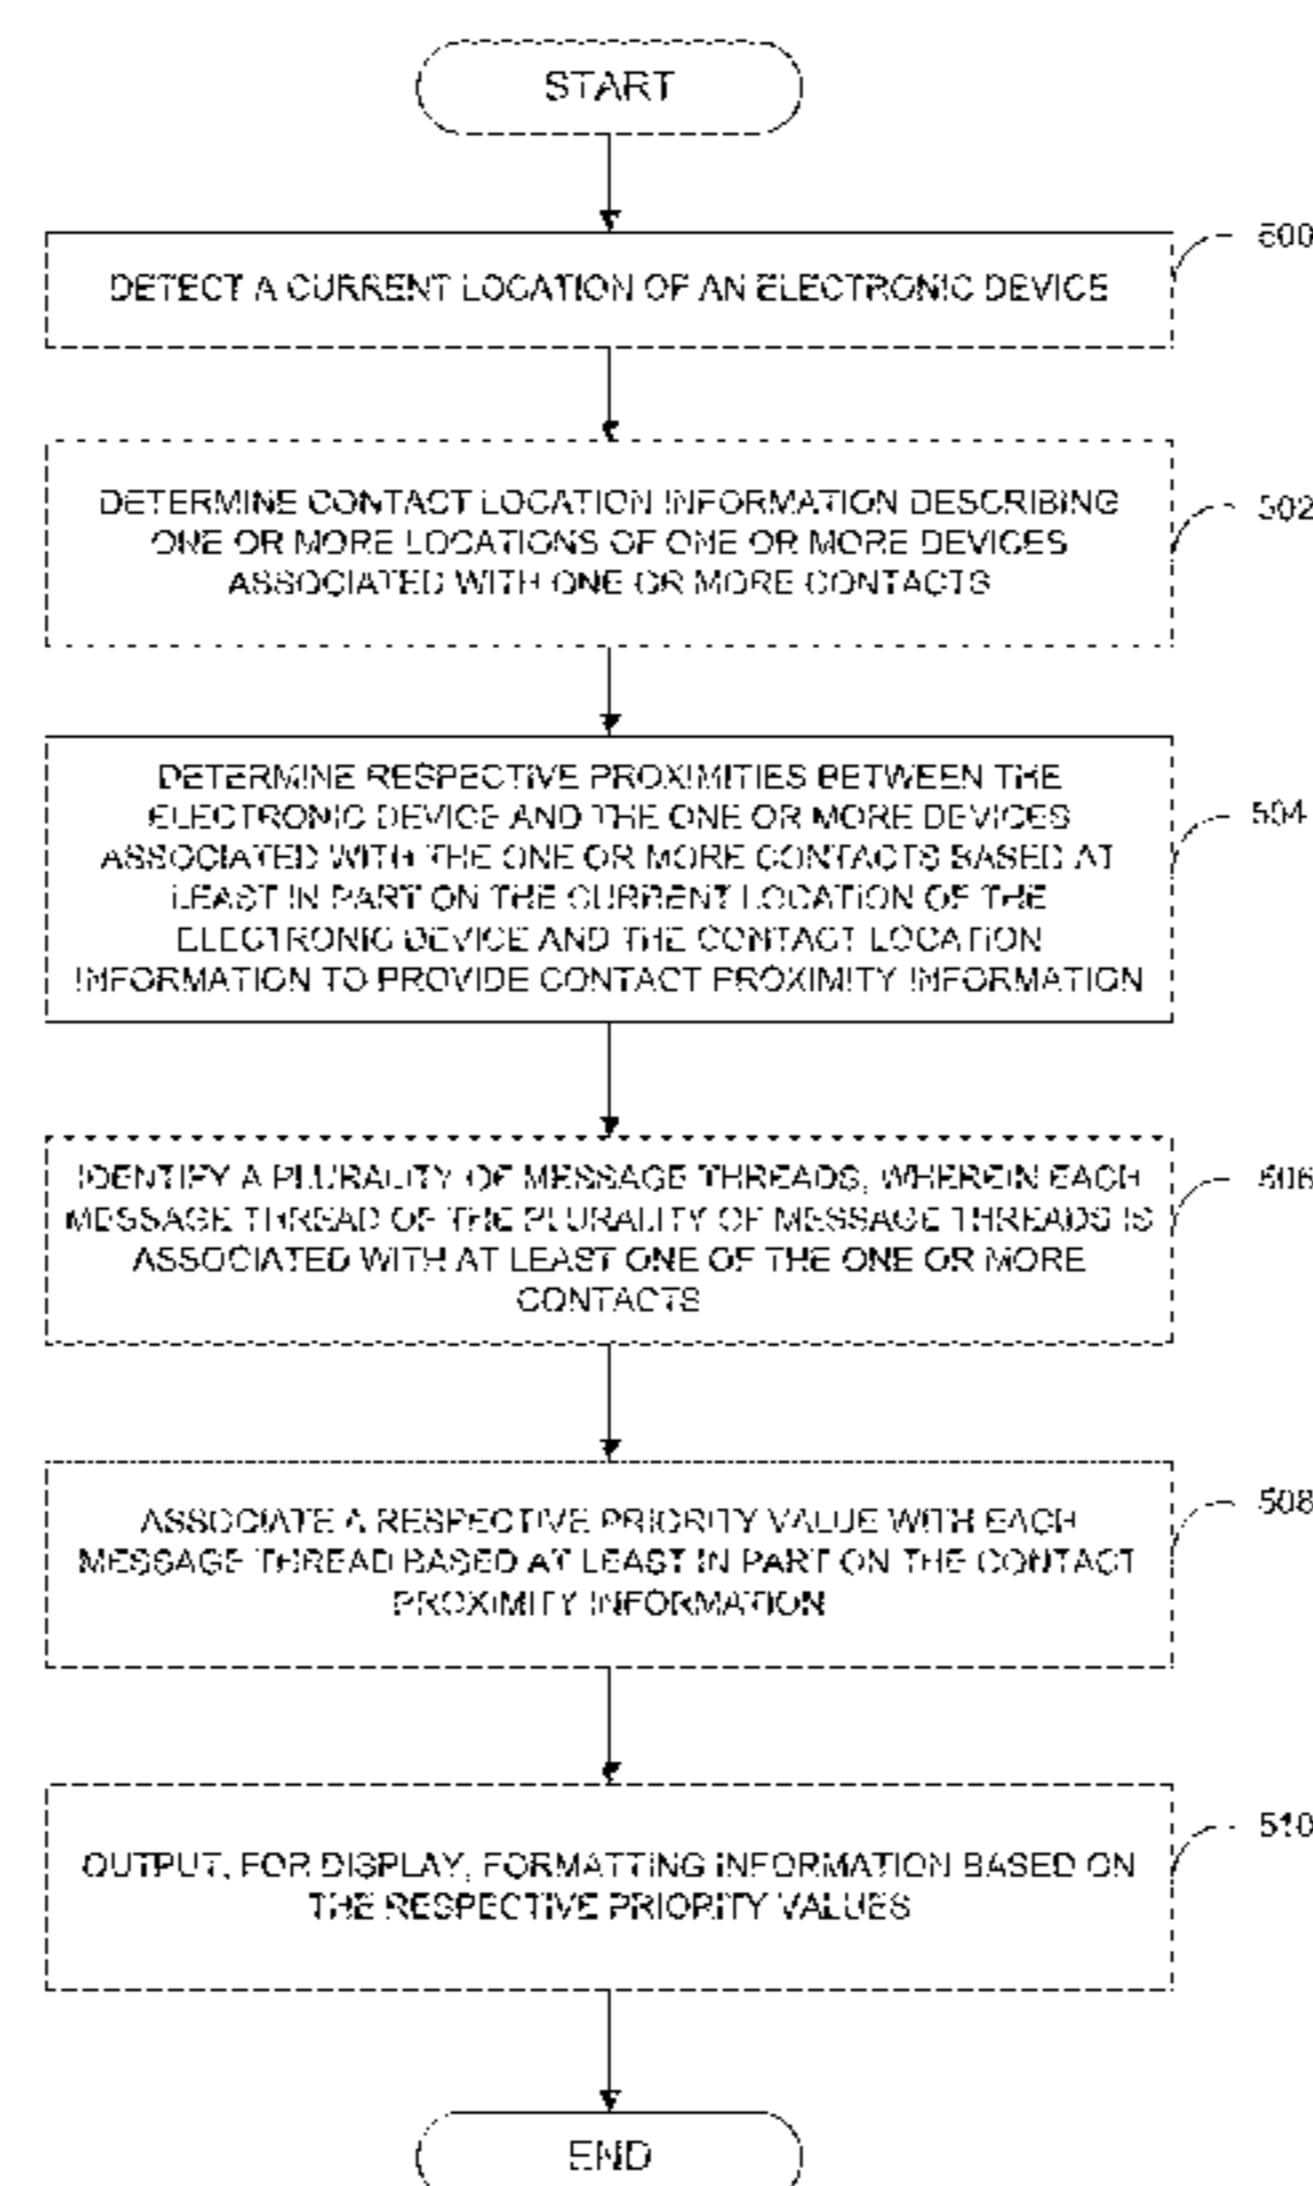 START
DETECT A CURRENT LOCATION OF AN ELECTRONIC DEVICE
500
DETERMINE CONTACT LOCATION INFORMATION DESCRIBING
ONE OR MORE LOCATIONS OF ONE OR MORE DEVICES
ASSOCIATED WITH ONE OR MORE CONTACTS
502
DETERMINE RESPECTIVE PROXIMITIES BETWEEN THE
ELECTRONIC DEVICE AND THE ONE OR MORE DEVICES
ASSOCIATED WITH THE ONE OR MORE CONTACTS BASED AT
LEAST IN PART ON THE CURRENT LOCATION OF THE
ELECTRONIC DEVICE AND THE CONTACT LOCATION
INFORMATION TO PROVIDE CONTACT PROXIMITY INFORMATION
504
IDENTIFY A PLURALITY OF MESSAGE THREADS, WHEREIN EACH
MESSAGE THREAD OF THE PLURALITY OF MESSAGE THREADS IS
ASSOCIATED WITH AT LEAST ONE OF THE ONE OR MORE
CONTACTS
506
ASSOCIATE A RESPECTIVE PRIORITY VALUE WITH EACH
MESSAGE THREAD BASED AT LEAST IN PART ON THE CONTACT
PROXIMITY INFORMATION
508
OUTPUT, FOR DISPLAY, FORMATTING INFORMATION BASED ON
THE RESPECTIVE PRIORITY VALUES
510
END